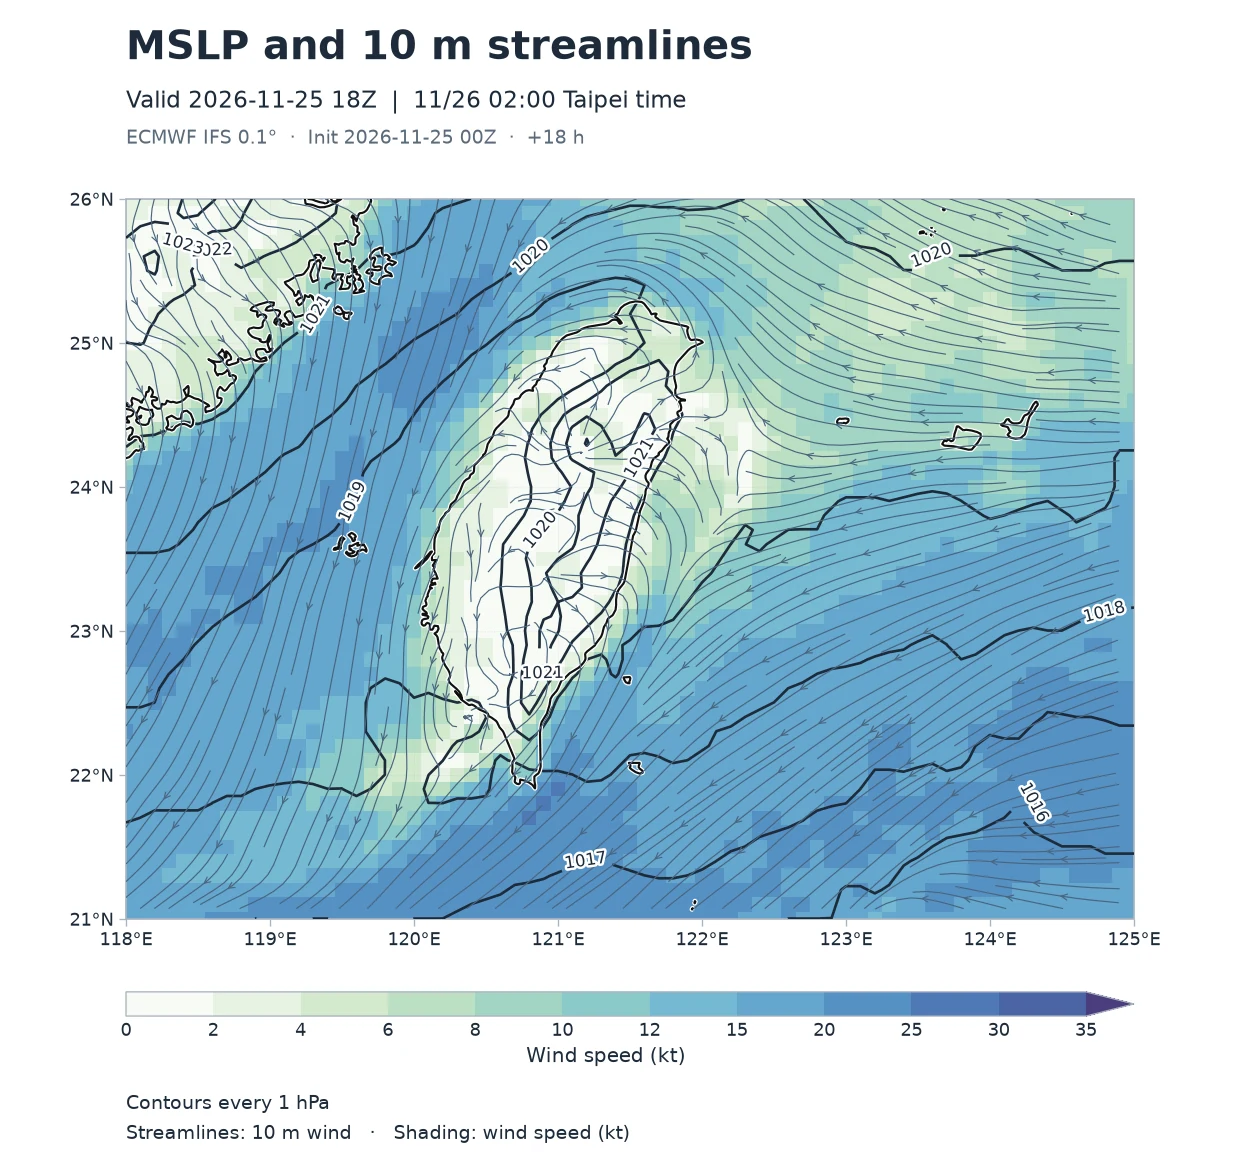 MSLP and 10 m streamlines
Valid 2026-11-25 18Z | 11/26 02:00 Taipei time
ECMWF IFS 0.1° · Init 2026-11-25 00Z · +18 h
26°N
25°N
24°N
23°N
22°N
21°N
118°E 119°E 120°E 121°E 122°E 123°E 124°E 125°E
1023
1020
1020
1021
1019
1021
1020
1018
1021
1016
1017
0 2 4 6 8 10 12 15 20 25 30 35
Wind speed (kt)
Contours every 1 hPa
Streamlines: 10 m wind · Shading: wind speed (kt)